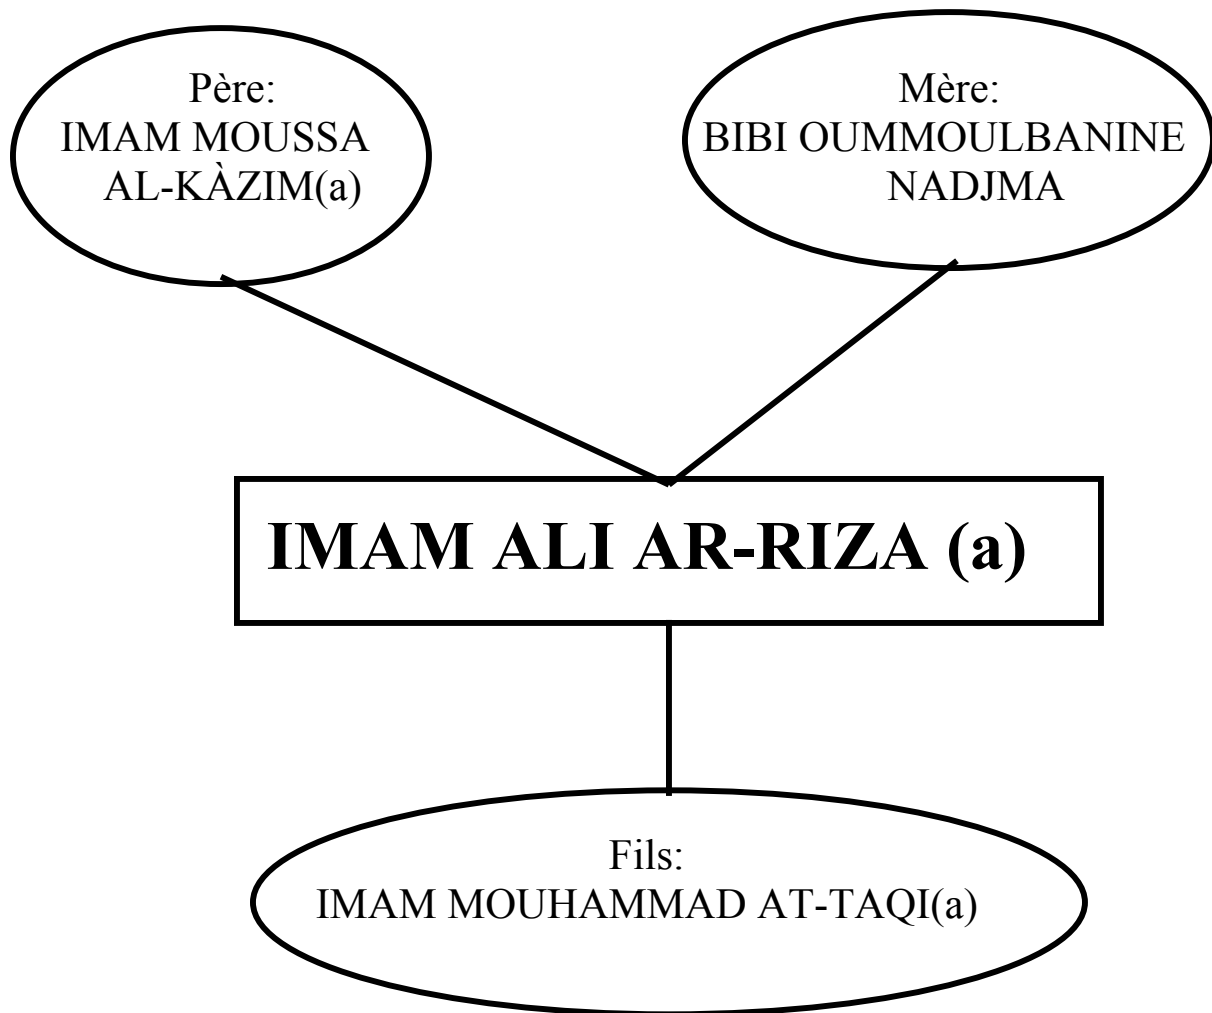 Père:
IMAM MOUSSA
AL-KÀZIM(a)
Mère:
BIBI OUMMOULBANINE
NADJMA
IMAM ALI AR-RIZA (a)
Fils:
IMAM MOUHAMMAD AT-TAQI(a)